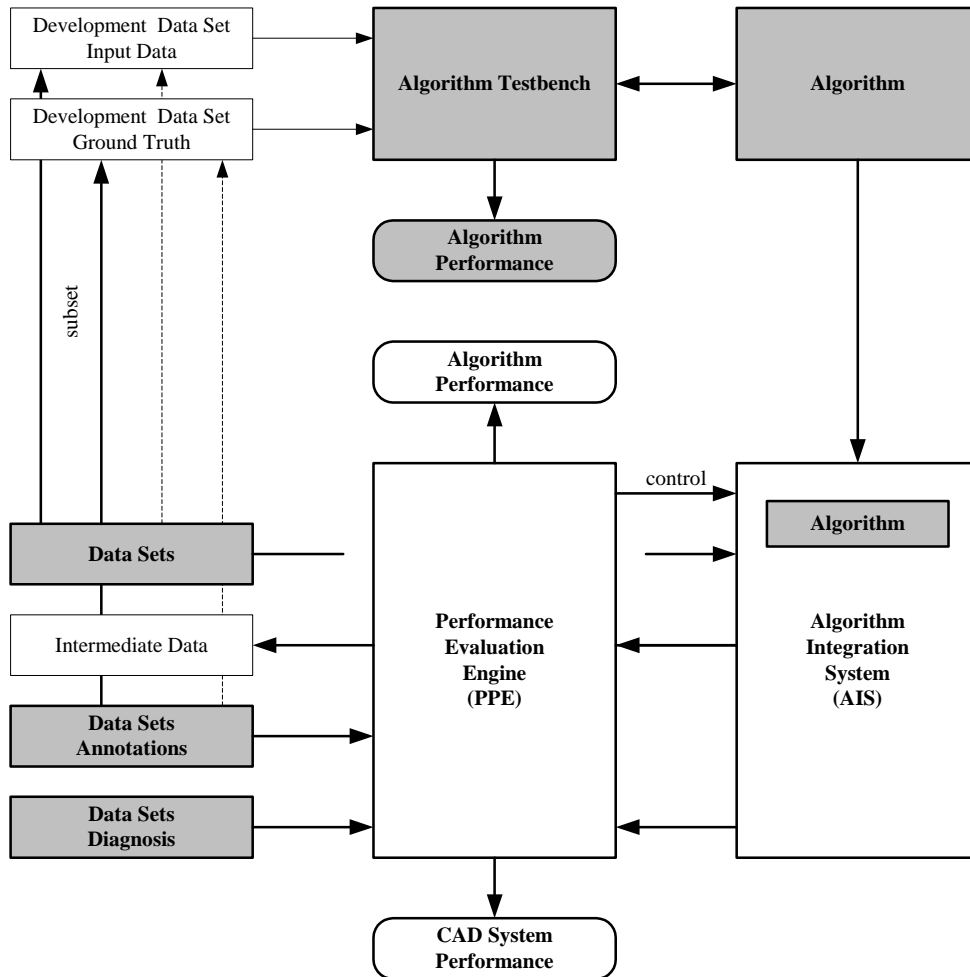 Development Data Set
Input Data
Algorithm Testbench
Algorithm
Development Data Set
Ground Truth
Algorithm
Performance
subset
Algorithm
Performance
control
Algorithm
Data Sets
Intermediate Data
Performance
Evaluation
Engine
(PPE)
Algorithm
Integration
System
(AIS)
Data Sets
Annotations
Data Sets
Diagnosis
CAD System
Performance